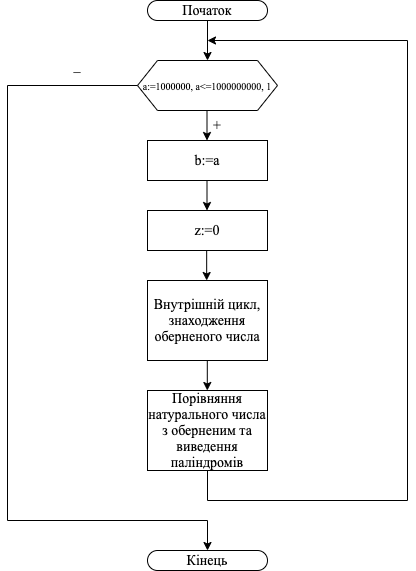 Початок
–
a:=1000000, a<=1000000000, 1
+
b:=a
z:=0
Внутрішній цикл,
знаходження
оберненого числа
Порівняння
натурального числа
з оберненим та
виведення
паліндромів
Кінець